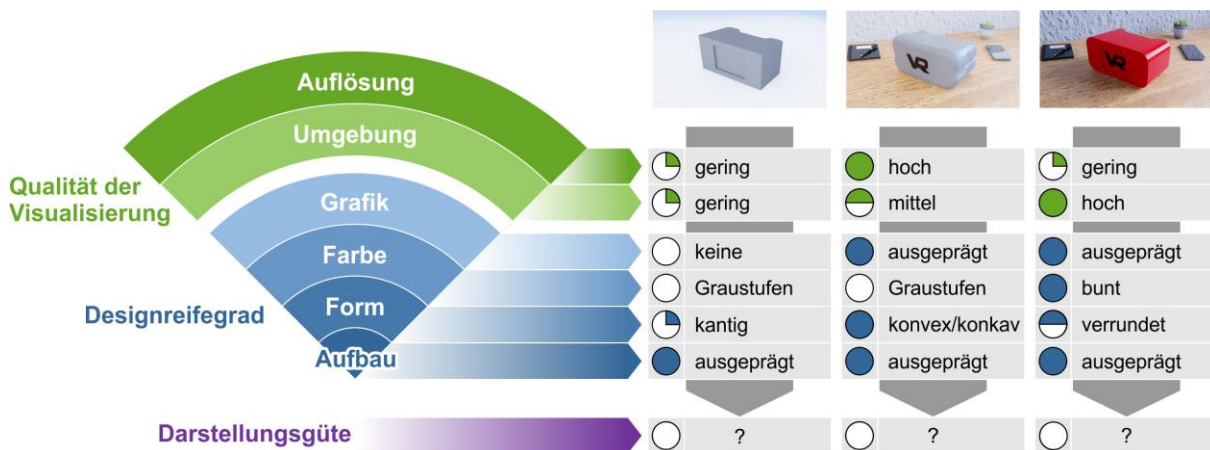 Auflösung
Umgebung
Qualität der
Visualisierung
Grafik
Farbe
Designreifegrad
Form
Aufbau
Darstellungsgüte
VR
VR
gering
hoch
gering
gering
mittel
hoch
keine
ausgeprägt
ausgeprägt
Graustufen
Graustufen
bunt
kantig
konvex/konkav
verrundet
ausgeprägt
ausgeprägt
ausgeprägt
?
?
?